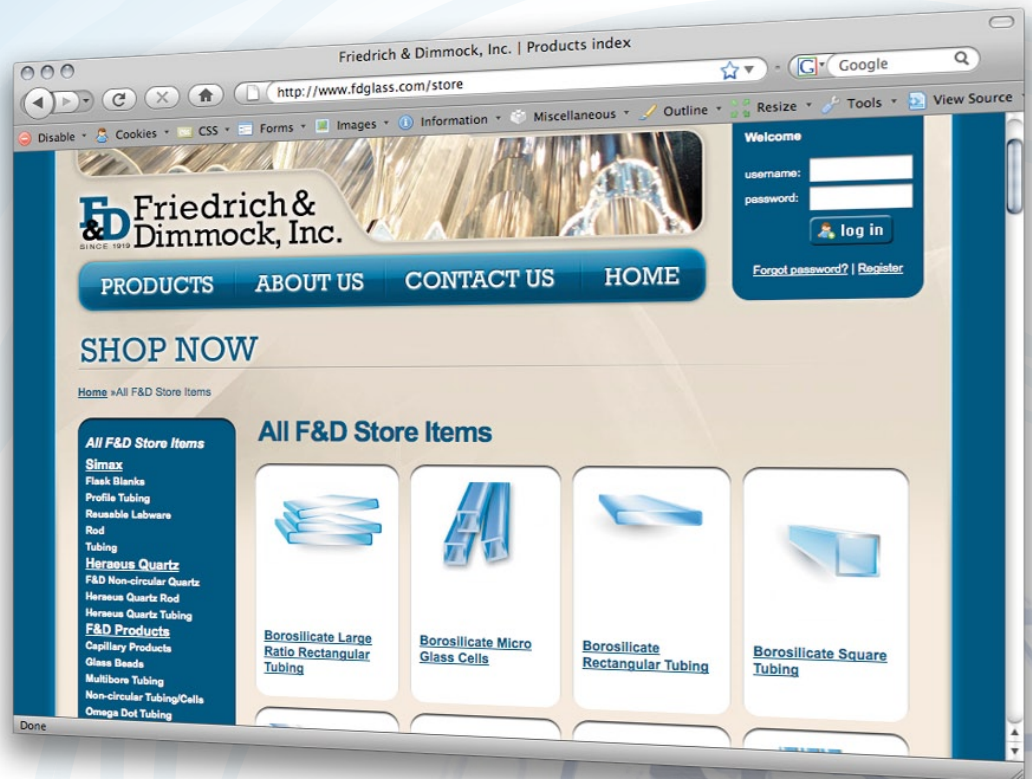 Friedrich & Dimmock, Inc. | Products index
http://www.fdglass.com/store
G Google
Disable Cookies CSS Forms Images Information Miscellaneous Outline Resize Tools View Source
F&D
SINCE 1919
Friedrich &
Dimmock, Inc.
Welcome
username:
password:
log in
Forgot password? | Register
PRODUCTS ABOUT US CONTACT US HOME
SHOP NOW
Home »All F&D Store Items
All F&D Store Items
Simax
Flask Blanks
Profile Tubing
Reusable Labware
Rod
Tubing
Heraeus Quartz
F&D Non-circular Quartz
Heraeus Quartz Rod
Heraeus Quartz Tubing
F&D Products
Capillary Products
Glass Beads
Multibore Tubing
Non-circular Tubing/Cells
Omega Dot Tubing
All F&D Store Items
Borosilicate Large
Ratio Rectangular
Tubing
Borosilicate Micro
Glass Cells
Borosilicate
Rectangular Tubing
Borosilicate Square
Tubing
Done